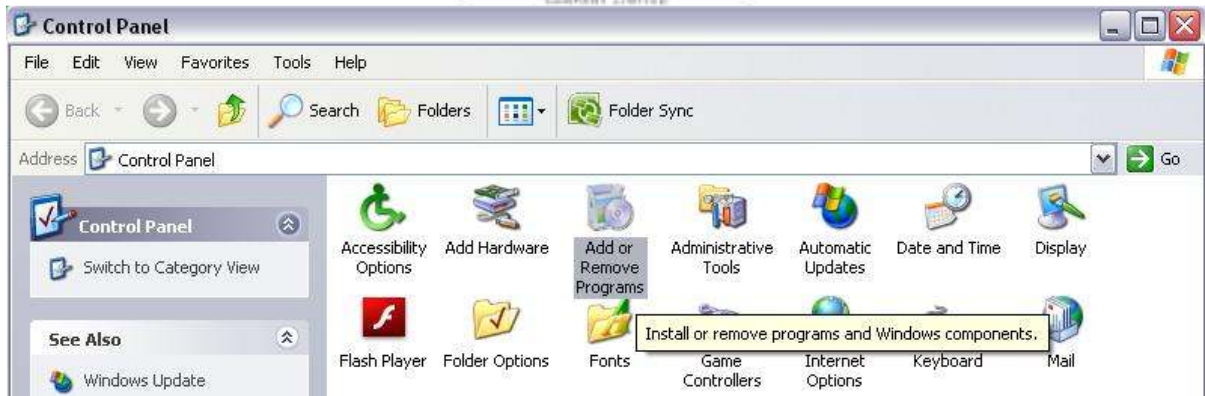 Control Panel
File Edit View Favorites Tools Help
Back Search Folders Folder Sync
Address Control Panel Go
Control Panel
Switch to Category View
See Also
Windows Update
Accessibility Options
Add Hardware
Add or Remove Programs
Administrative Tools
Automatic Updates
Date and Time
Display
Install or remove programs and Windows components.
Flash Player
Folder Options
Fonts
Game Controllers
Internet Options
Keyboard
Mail